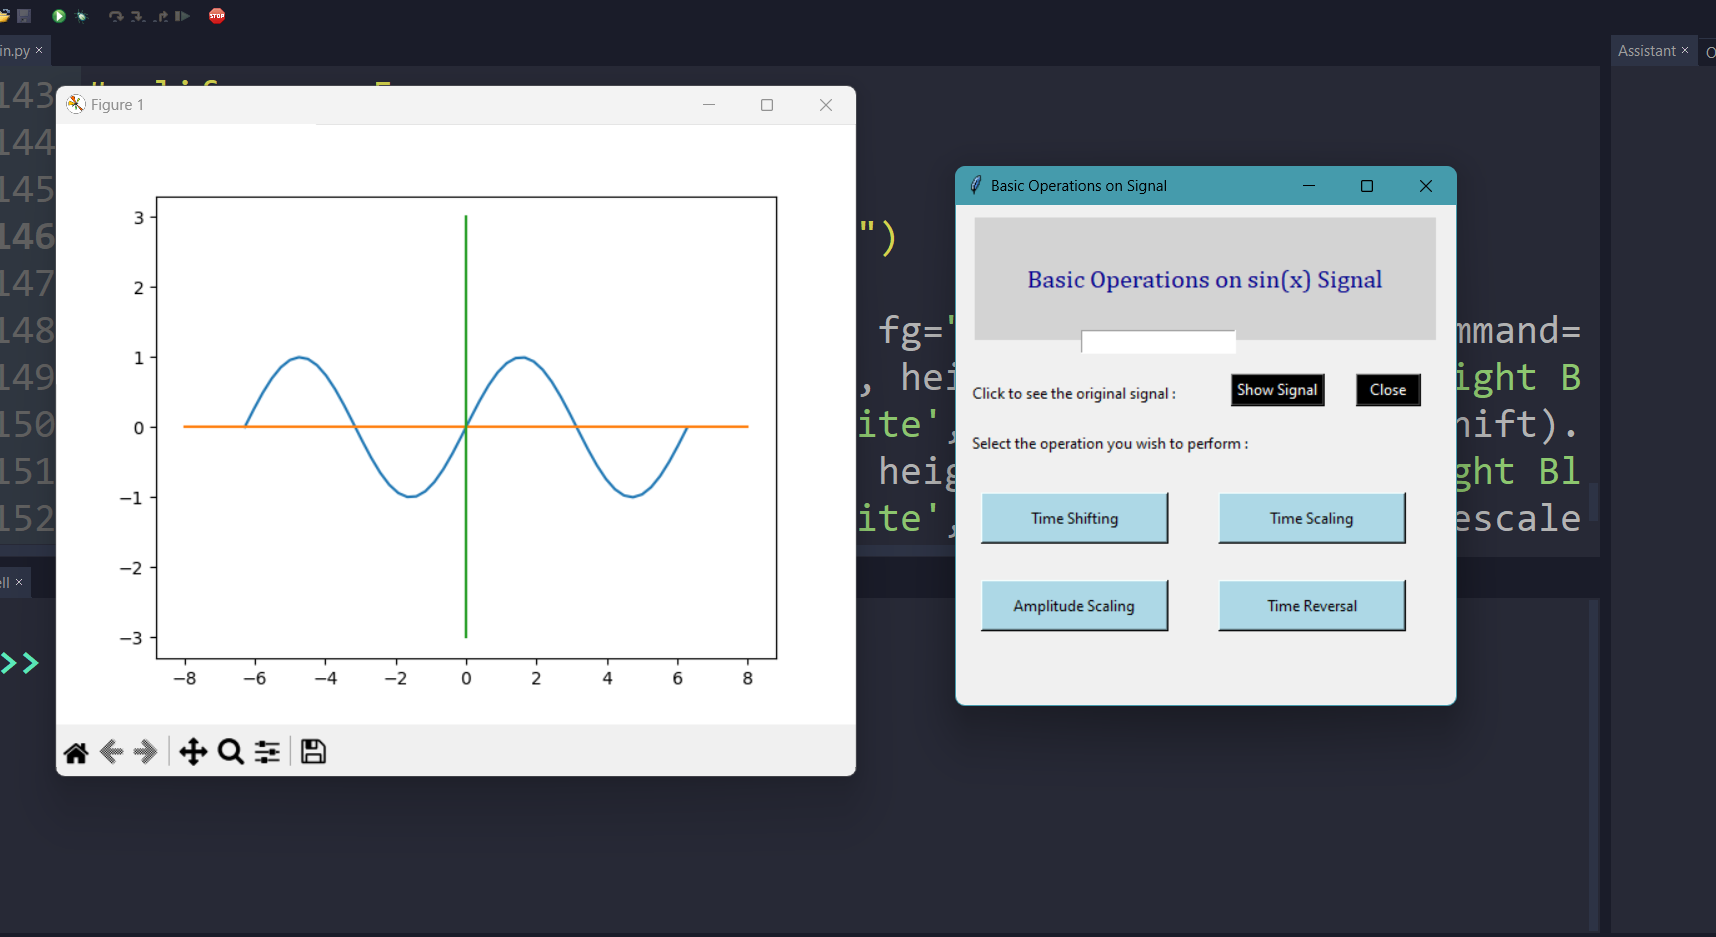 STOP
in.py ×
Assistant ×
143
144
145
146 ")
147
148 fg=' mmand=
149 , hei ight B
150 ite', hift).
151 heig ght Bl
152 ite', escale
Figure 1
3
2
1
0
−1
−2
−3
−8 −6 −4 −2 0 2 4 6 8
Basic Operations on Signal
Basic Operations on sin(x) Signal
Click to see the original signal : Show Signal Close
Select the operation you wish to perform :
Time Shifting Time Scaling
Amplitude Scaling Time Reversal
ell ×
>>